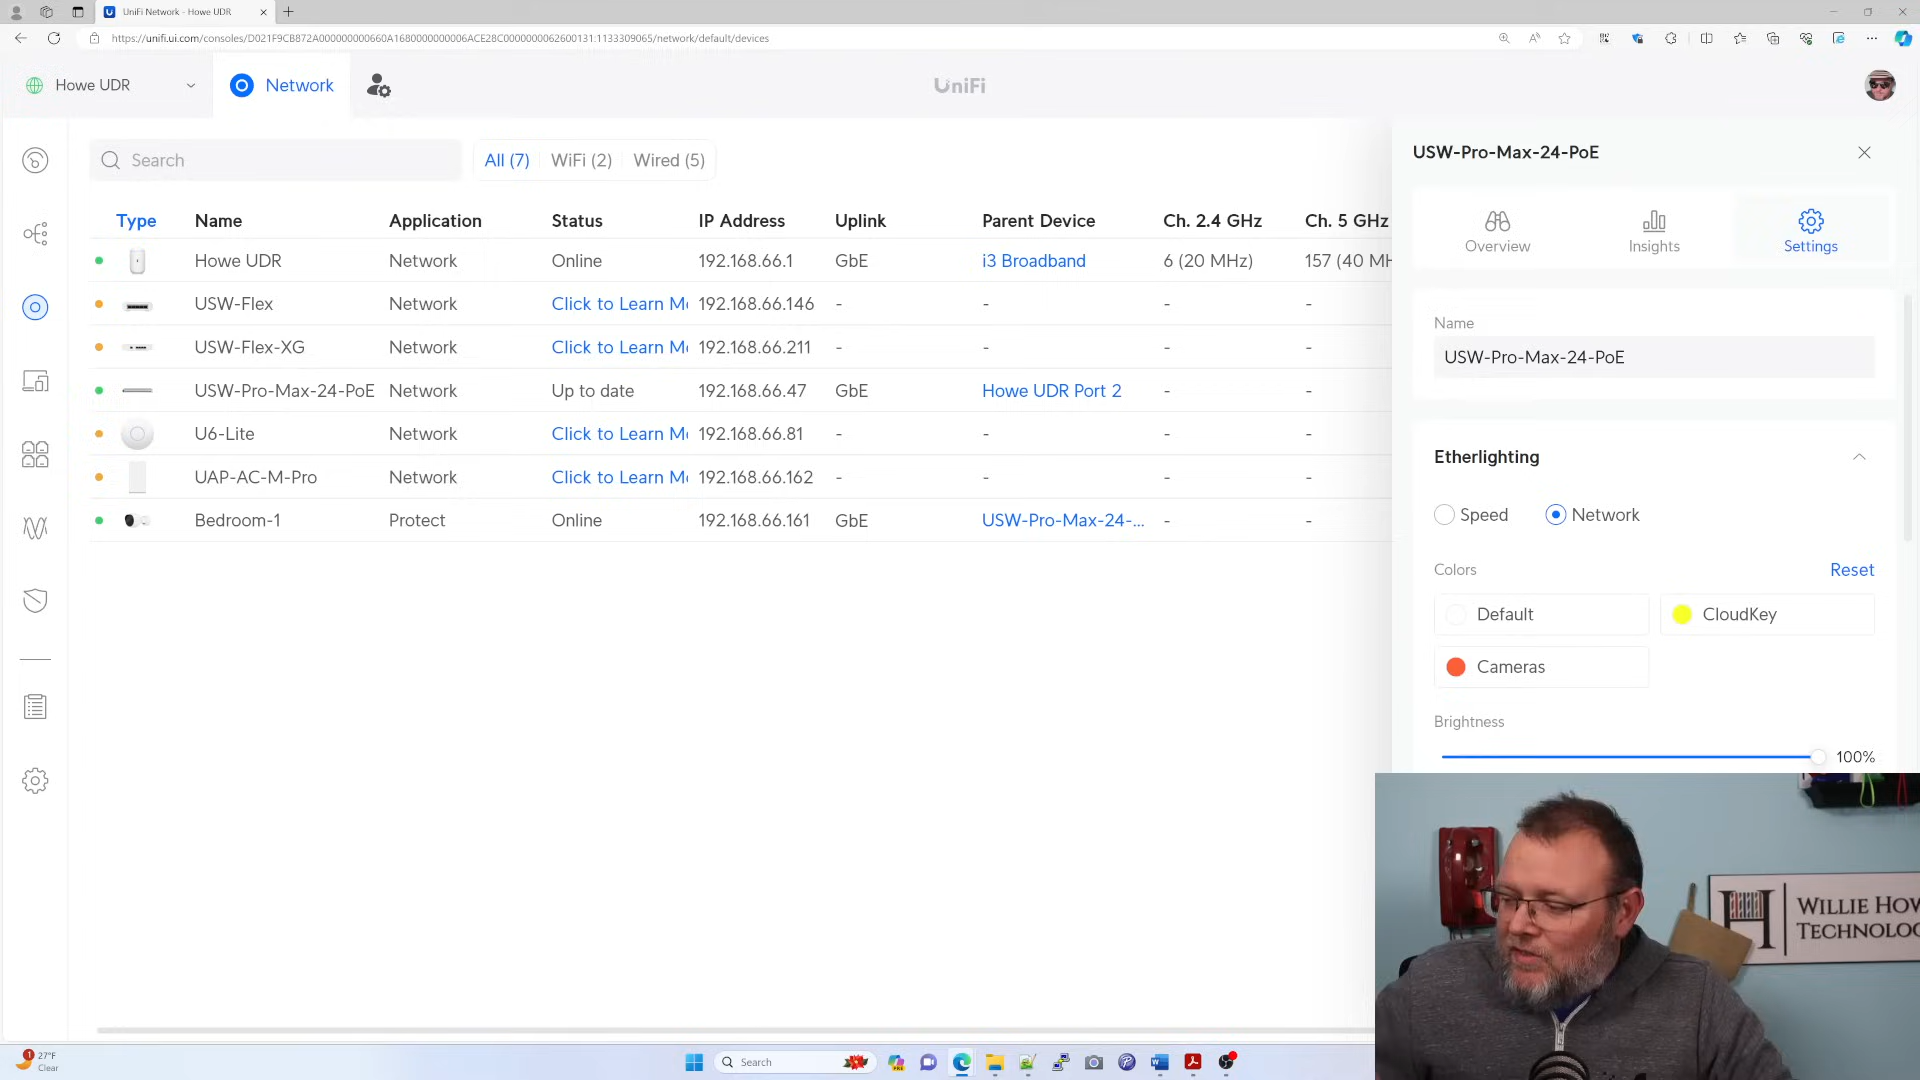 UniFi Network - Howe UDR
https://unifi.ui.com/consoles/D021F9CB872A000000000660A1680000000006ACE28C0000000062600131:1133309065/network/default/devices
Howe UDR
Network
UniFi
Search
All (7)
WiFi (2)
Wired (5)
Type Name Application Status IP Address Uplink Parent Device Ch. 2.4 GHz Ch. 5 GHz
Howe UDR Network Online 192.168.66.1 GbE i3 Broadband 6 (20 MHz) 157 (40 MH
USW-Flex Network Click to Learn M 192.168.66.146 - - - -
USW-Flex-XG Network Click to Learn M 192.168.66.211 - - - -
USW-Pro-Max-24-PoE Network Up to date 192.168.66.47 GbE Howe UDR Port 2 - -
U6-Lite Network Click to Learn M 192.168.66.81 - - - -
UAP-AC-M-Pro Network Click to Learn M 192.168.66.162 - - - -
Bedroom-1 Protect Online 192.168.66.161 GbE USW-Pro-Max-24-... - -
USW-Pro-Max-24-PoE
Overview
Insights
Settings
Name
USW-Pro-Max-24-PoE
Etherlighting
Speed
Network
Colors
Reset
Default
CloudKey
Cameras
Brightness
100%
WILLIE HOW
TECHNOLOG
1
27°F
Clear
Search